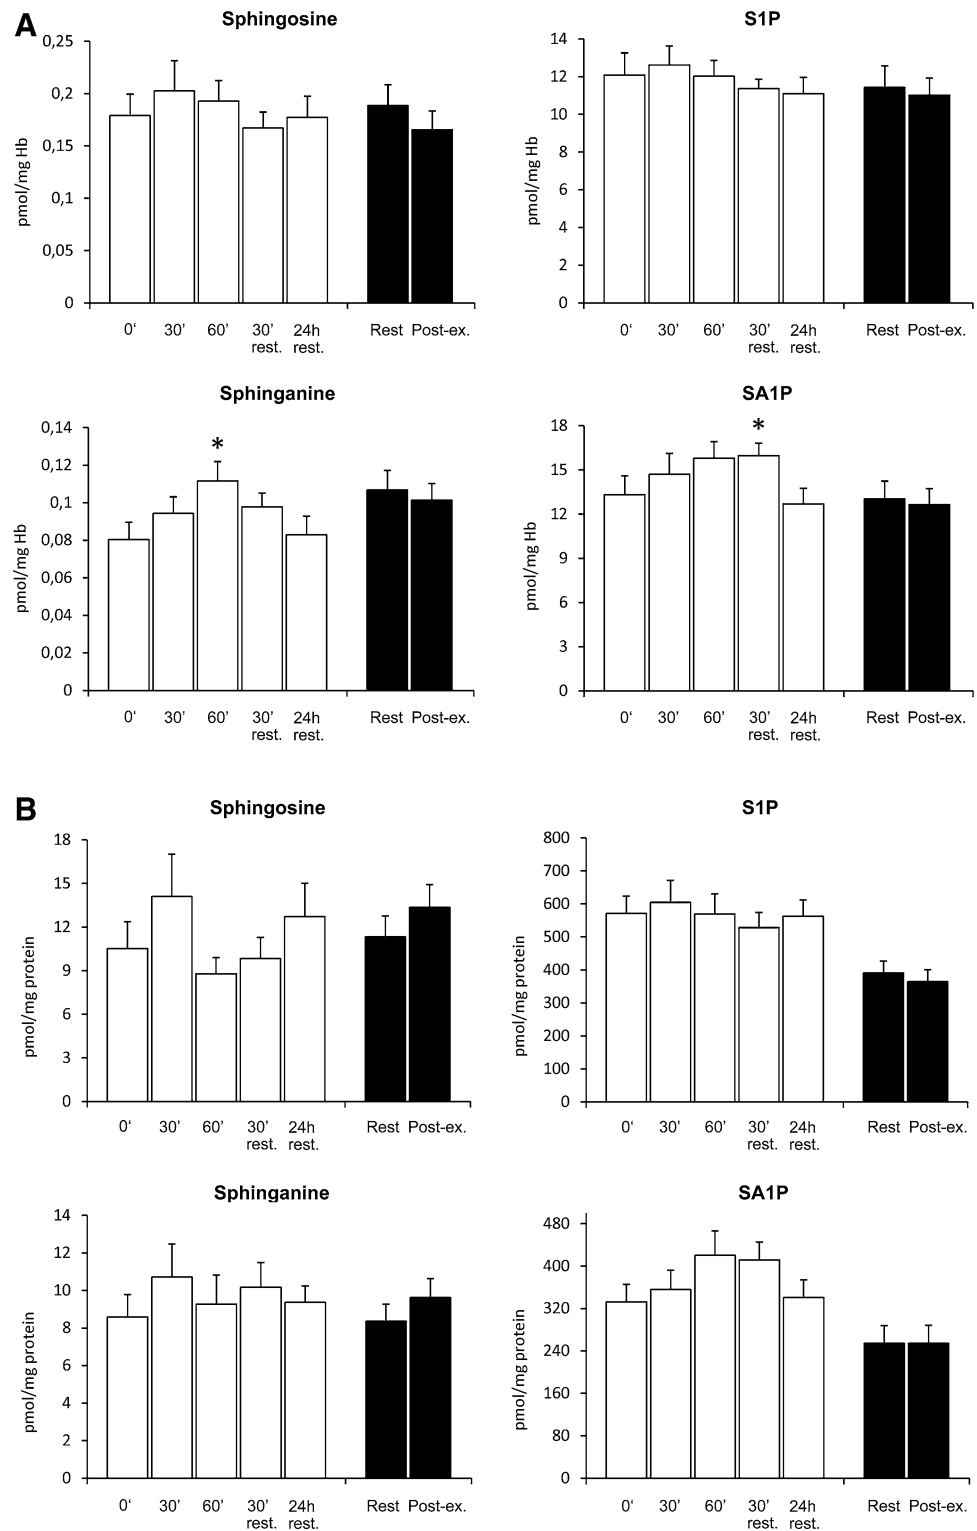 A
Sphingosine
0,25
0,2
0,15
0,1
0,05
0
pmol/mg Hb
0‘ 30’ 60’ 30’ 24h Rest Post-ex.
rest. rest.
S1P
14
12
10
8
6
4
2
0
pmol/mg Hb
0‘ 30’ 60’ 30’ 24h Rest Post-ex.
rest. rest.
Sphinganine
0,14
0,12
0,1
0,08
0,06
0,04
0,02
0
pmol/mg Hb
*
0‘ 30’ 60’ 30’ 24h Rest Post-ex.
rest. rest.
SA1P
18
15
12
9
6
3
0
pmol/mg Hb
*
0‘ 30’ 60’ 30’ 24h Rest Post-ex.
rest. rest.
B
Sphingosine
18
15
12
9
6
3
0
pmol/mg protein
0‘ 30’ 60’ 30’ 24h Rest Post-ex.
rest. rest.
S1P
800
700
600
500
400
300
200
100
0
pmol/mg protein
0‘ 30’ 60’ 30’ 24h Rest Post-ex.
rest. rest.
Sphinganine
14
12
10
8
6
4
2
0
pmol/mg protein
0‘ 30’ 60’ 30’ 24h Rest Post-ex.
rest. rest.
SA1P
480
400
320
240
160
80
0
pmol/mg protein
0‘ 30’ 60’ 30’ 24h Rest Post-ex.
rest. rest.